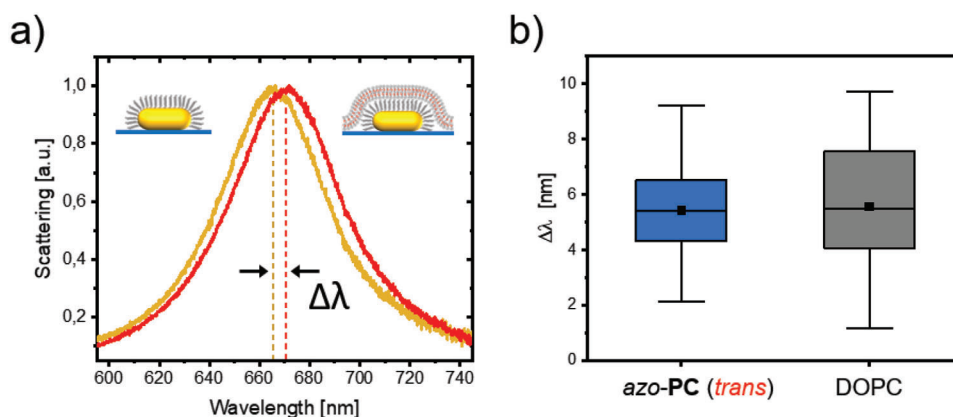 a)
1,0
0,8
0,6
0,4
0,2
Scattering [a.u.]
Δλ
600 620 640 660 680 700 720 740
Wavelength [nm]
b)
10
8
6
4
2
0
Δλ [nm]
azo-PC (trans) DOPC